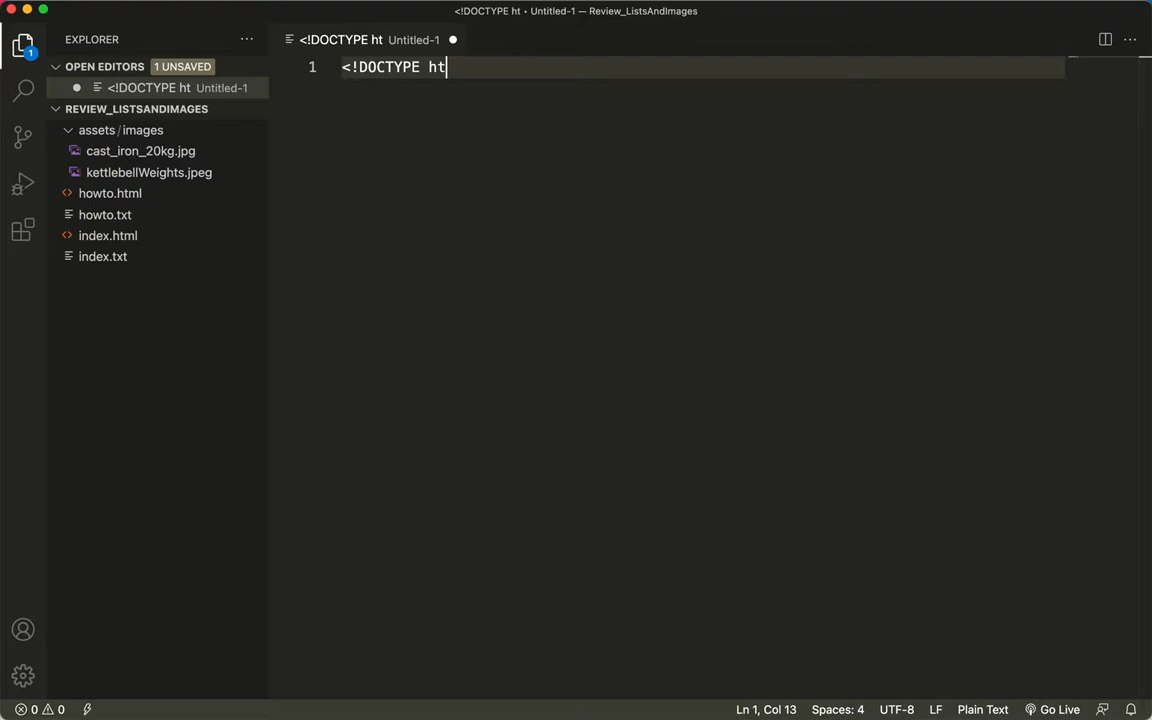 <!DOCTYPE ht • Untitled-1 — Review_ListsAndImages
EXPLORER
<!DOCTYPE ht Untitled-1
OPEN EDITORS 1 UNSAVED
1 <!DOCTYPE ht
1
<!DOCTYPE ht Untitled-1
REVIEW_LISTSANDIMAGES
assets/images
cast_iron_20kg.jpg
kettlebellWeights.jpeg
howto.html
howto.txt
index.html
index.txt
0 0 Ln 1, Col 13 Spaces: 4 UTF-8 LF Plain Text Go Live